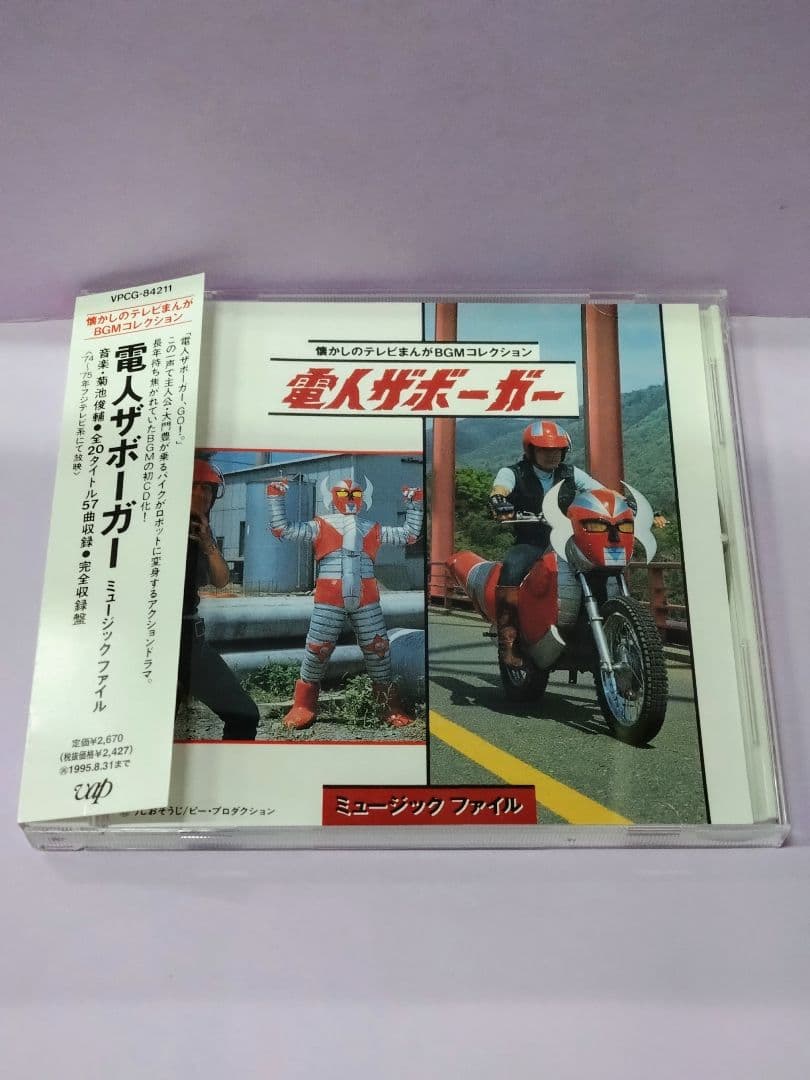 VPCG-84211
懐かしのテレビまんが
BGMコレクション
電人ザボーガー ミュージック ファイル
音楽・菊池俊輔●全20タイトル57曲収録●完全収録盤
〈'74〜'75年フジテレビ系にて放映〉
「電人ザボーガー、GO!」。
この一声で主人公・大門豊が乗るバイクがロボットに変身するアクションドラマ。
長年待ち焦がれていたBGMの初CD化!
定価¥2,670
(税抜価格¥2,427)
1995.8.31まで
vap
懐かしのテレビまんがBGMコレクション
電人ザボーガー
しおそうじ/ピー・プロダクション
ミュージック ファイル